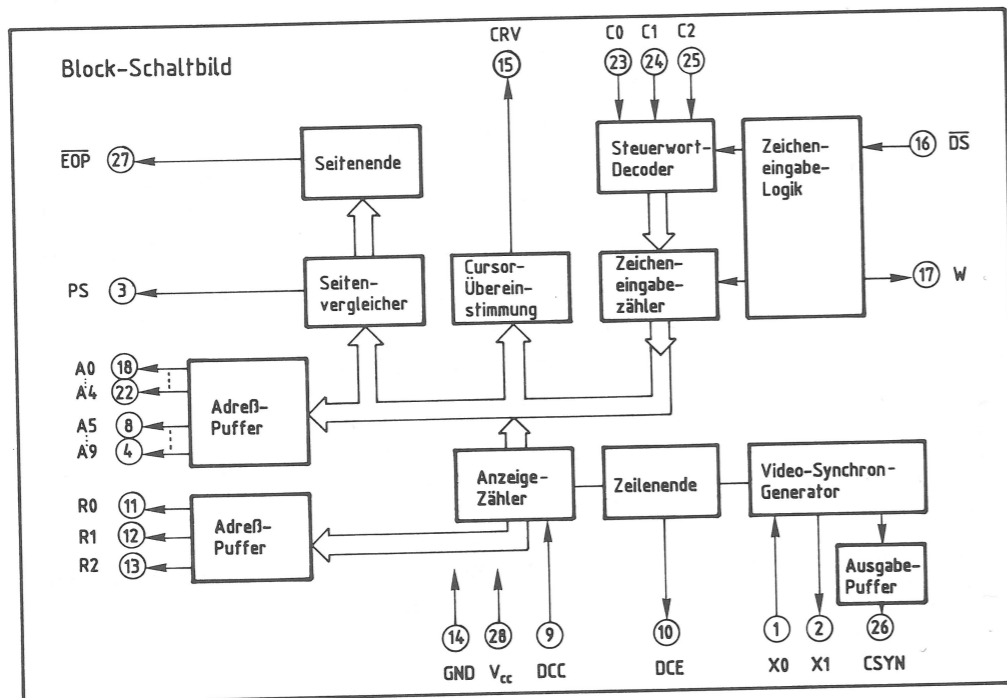 CRV
C0 C1 C2
Block-Schaltbild
15
23 24 25
EOP 27
Seitenende
Steuerwort-
Decoder
Zeichen-
eingabe-
Logik
16 DS
PS 3
Seiten-
vergleicher
Cursor-
Überein-
stimmung
Zeichen-
eingabe-
zähler
17 W
A0 18
A4 22
A5 8
A9 4
Adreß-
Puffer
Anzeige-
Zähler
Zeilenende
Video-Synchron-
Generator
R0 11
R1 12
R2 13
Adreß-
Puffer
Ausgabe-
Puffer
14 28 9 10 1 2 26
GND Vcc DCC DCE X0 X1 CSYN